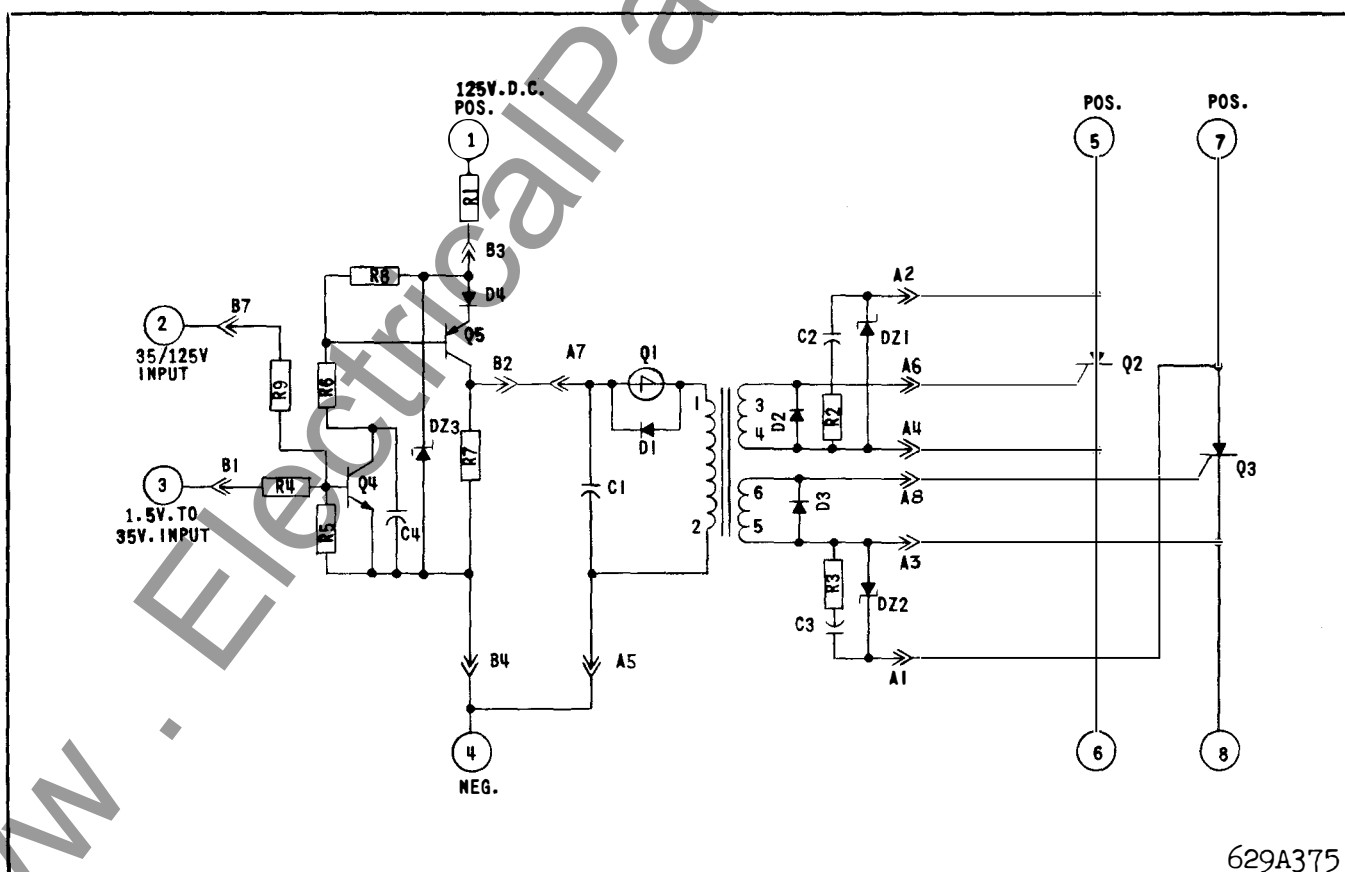 125V.D.C.
POS.
1
POS.
5
POS.
7
R1
B3
R8
D4
B7
2
35/125V
INPUT
R9
Q5
R6
B2
A7
Q1
D1
DZ3
R7
B1
3
1.5V.TO
35V.INPUT
R4
R5
Q4
C4
C1
1
2
3
4
6
5
D2
D3
C2
R2
DZ1
A2
A6
A4
A8
A3
R3
C3
DZ2
A1
Q2
Q3
B4
A5
4
NEG.
6
8
629A375
w . ElectricalPa